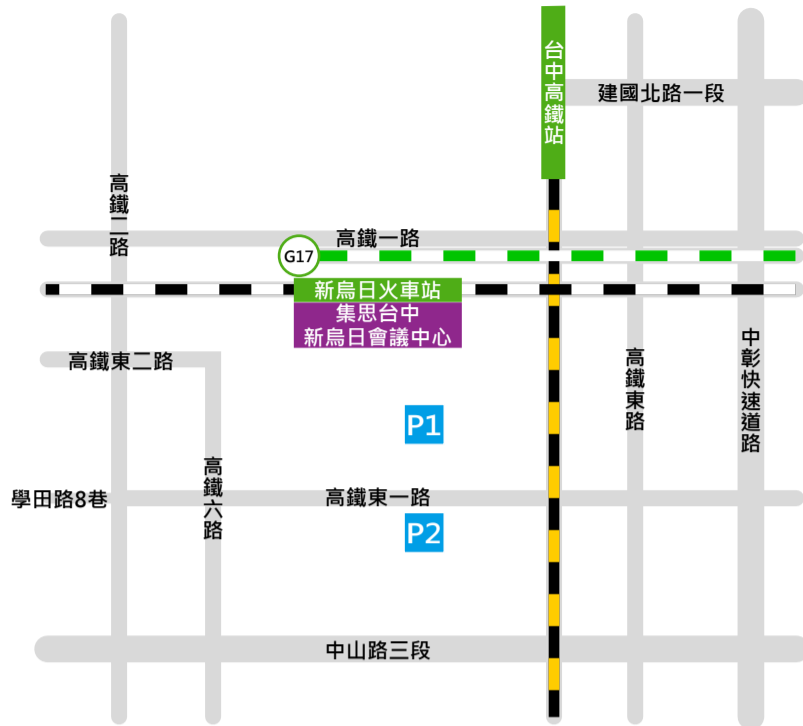 台中高鐵站
建國北路一段
高鐵二路
高鐵一路
G17
新烏日火車站
集思台中
新烏日會議中心
高鐵東二路
高鐵東路
中彰快速道路
P1
高鐵六路
學田路8巷
高鐵東一路
P2
中山路三段